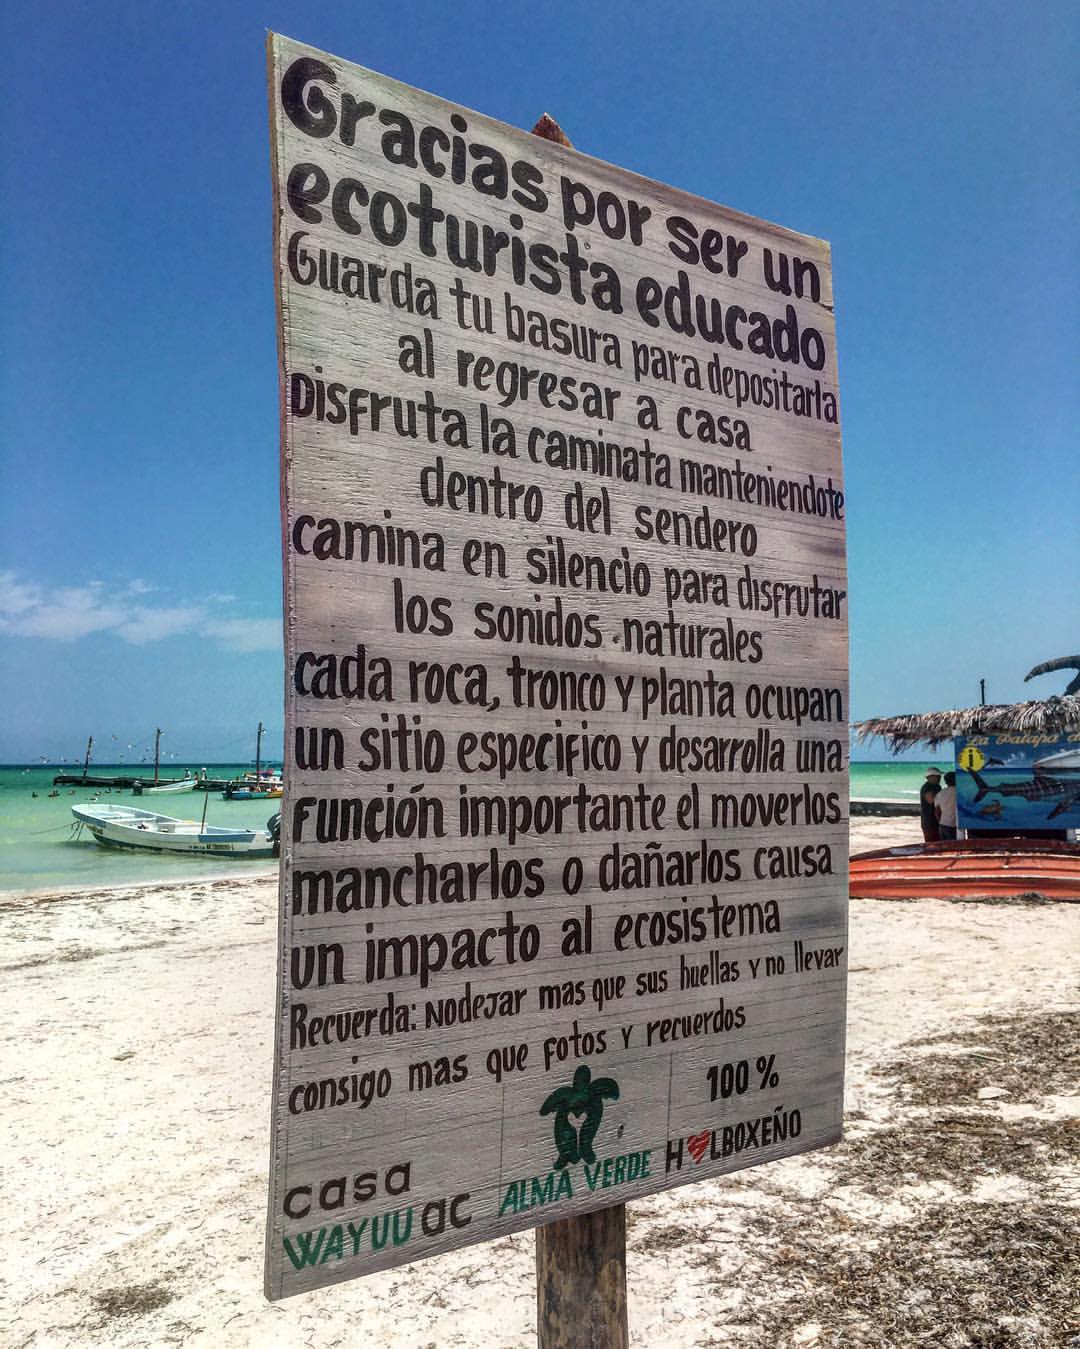 Gracias por ser un
ecoturista educado
Guarda tu basura para depositarla
al regresar a casa
Disfruta la caminata manteniendote
dentro del sendero
camina en silencio para disfrutar
los sonidos naturales
cada roca, tronco y planta ocupan
un sitio especifico y desarrolla una
función importante el moverlos
mancharlos o dañarlos causa
un impacto al ecosistema
Recuerda: No dejar mas que sus huellas y no llevar
consigo mas que fotos y recuerdos
casa
WAYUU ac
ALMA VERDE
100 %
H❤LBOXEÑO
La Palapa